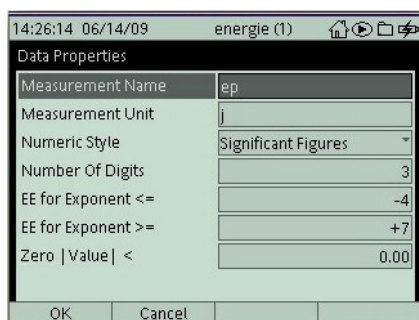 14:26:14 06/14/09 energie (1)
Data Properties
Measurement Name ep
Measurement Unit j
Numeric Style Significant Figures
Number Of Digits 3
EE for Exponent <= -4
EE for Exponent >= +7
Zero |Value| < 0.00
OK Cancel